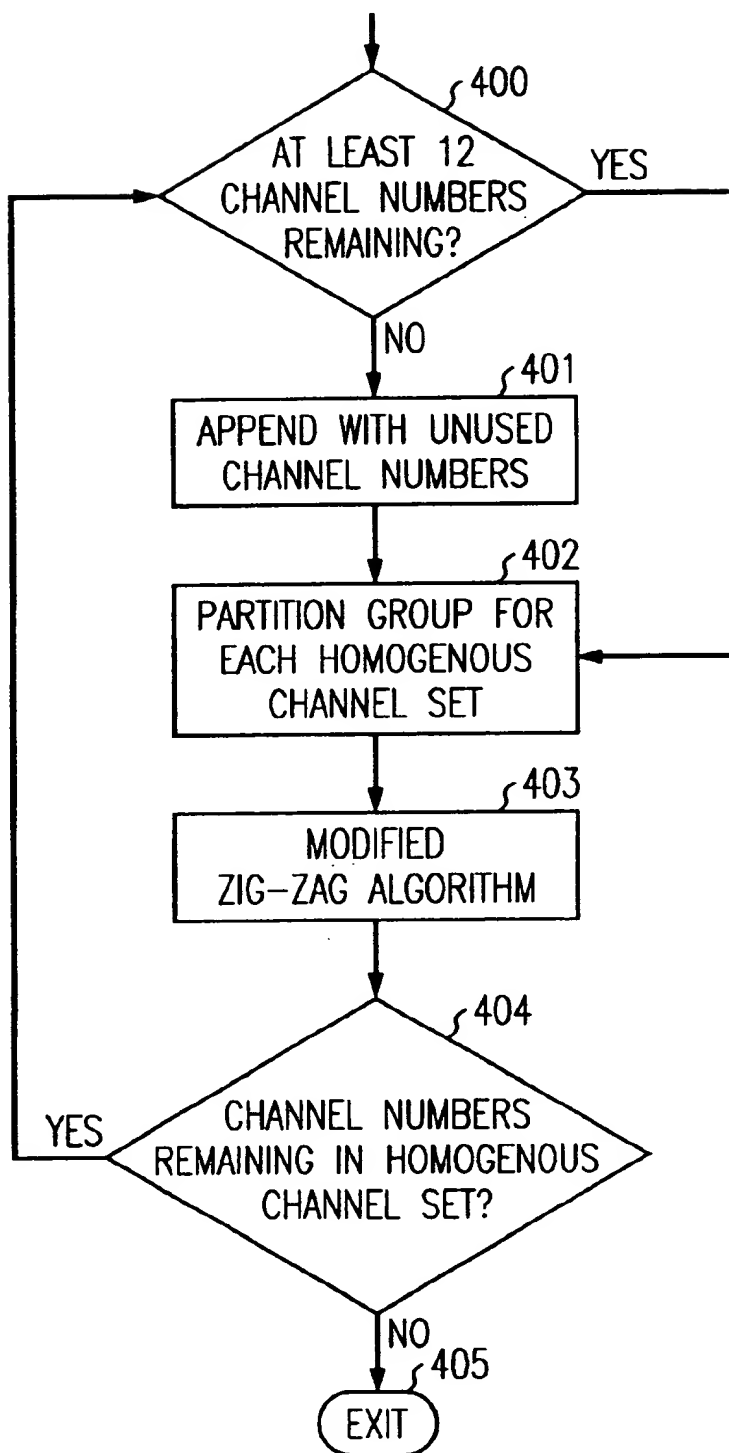 400
AT LEAST 12
CHANNEL NUMBERS
REMAINING?
YES
NO
401
APPEND WITH UNUSED
CHANNEL NUMBERS
402
PARTITION GROUP FOR
EACH HOMOGENOUS
CHANNEL SET
403
MODIFIED
ZIG-ZAG ALGORITHM
404
YES
CHANNEL NUMBERS
REMAINING IN HOMOGENOUS
CHANNEL SET?
NO
405
EXIT